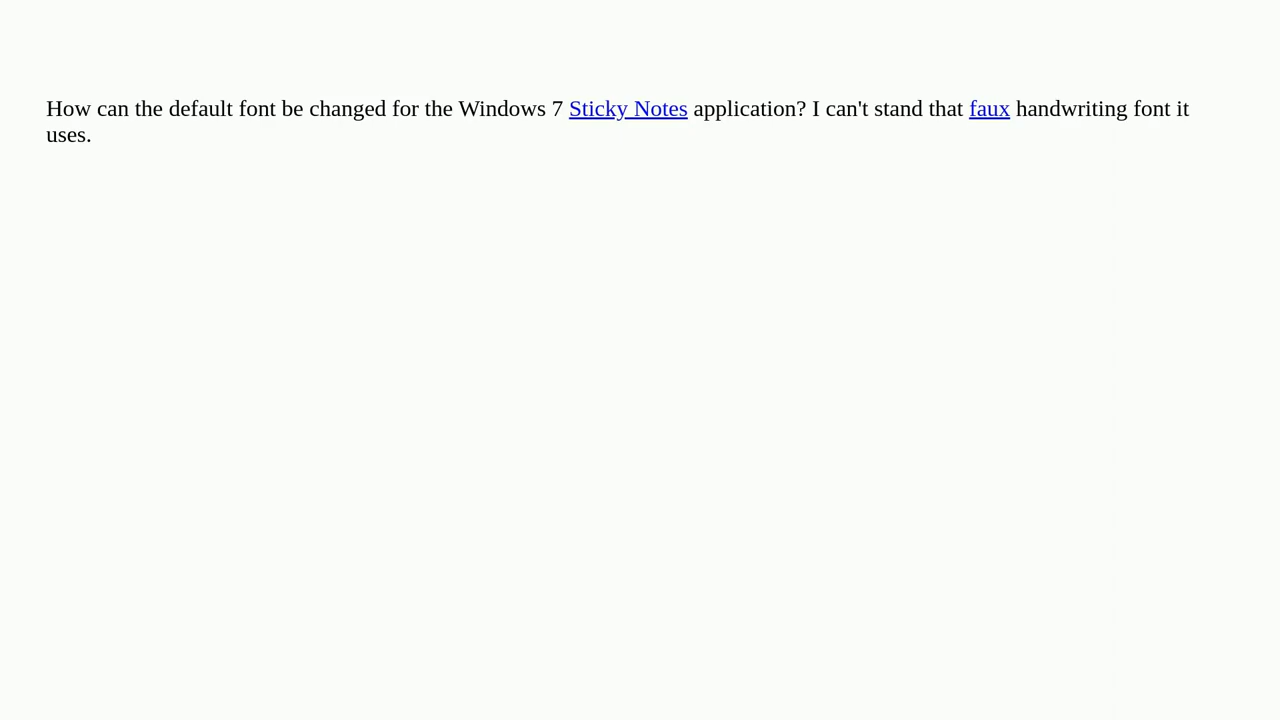 How can the default font be changed for the Windows 7 Sticky Notes application? I can't stand that faux handwriting font it
uses.